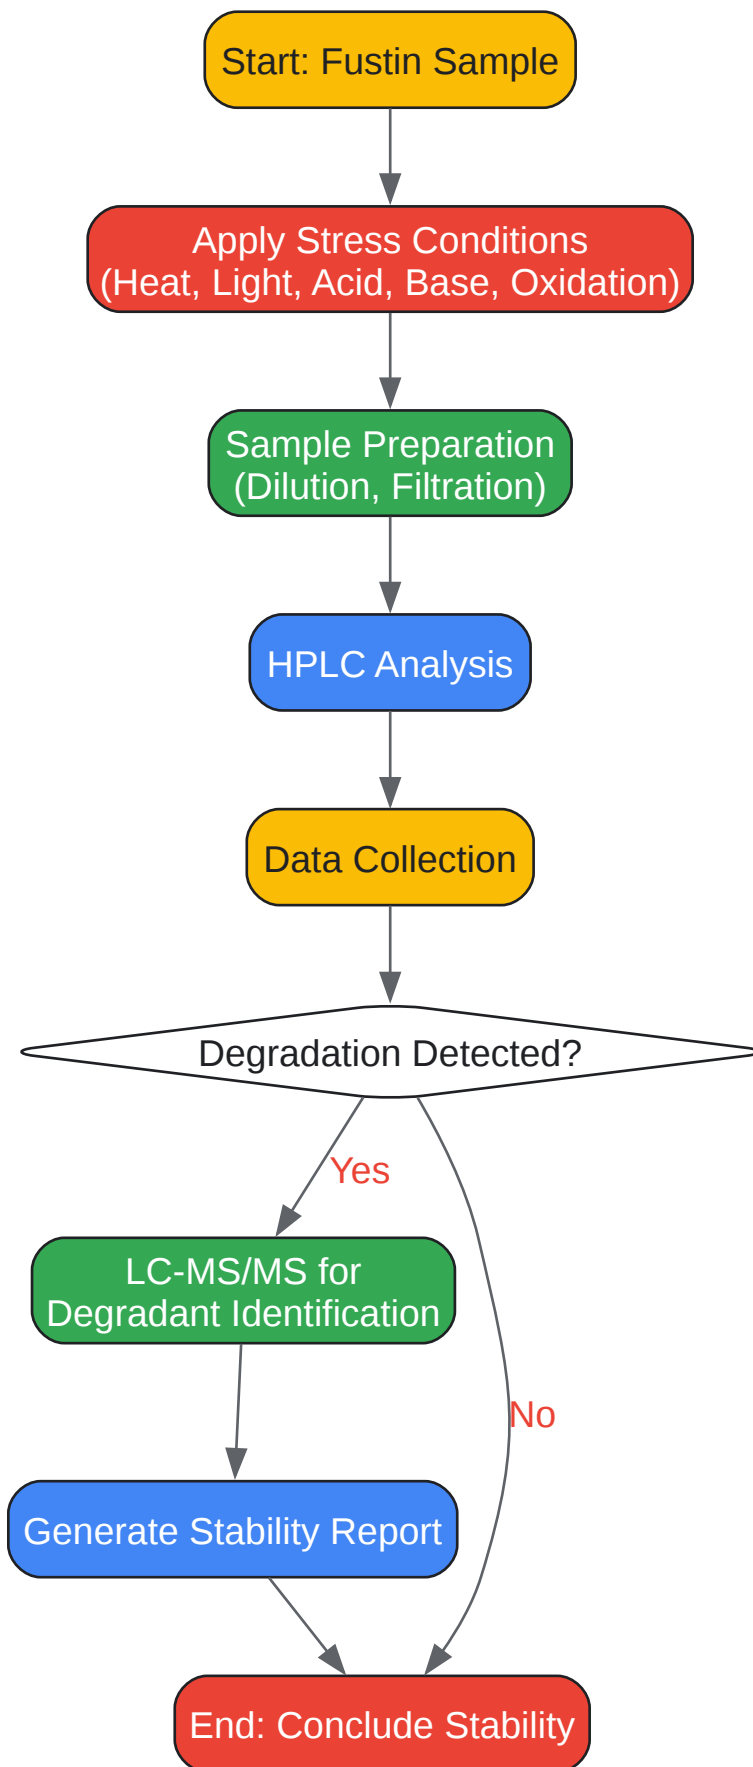 Start: Fustin Sample
Apply Stress Conditions
(Heat, Light, Acid, Base, Oxidation)
Sample Preparation
(Dilution, Filtration)
HPLC Analysis
Data Collection
Degradation Detected?
Yes
LC-MS/MS for
Degradant Identification
No
Generate Stability Report
End: Conclude Stability